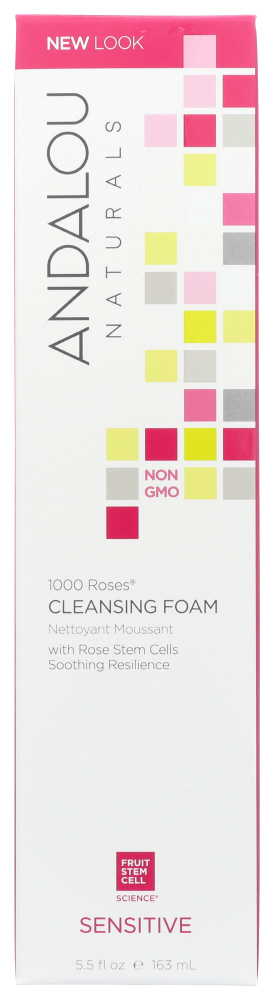 NEW LOOK
ANDALOU
NATURALS
NON
GMO
1000 Roses®
CLEANSING FOAM
Nettoyant Moussant
with Rose Stem Cells
Soothing Resilience
FRUIT
STEM
CELL
SCIENCE®
SENSITIVE
5.5 fl oz ℮ 163 mL